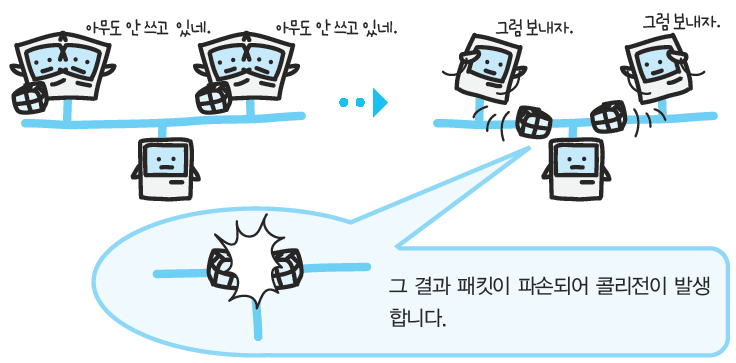 아무도 안 쓰고 있네.
아무도 안 쓰고 있네.
그럼 보내자.
그럼 보내자.
그 결과 패킷이 파손되어 콜리전이 발생
합니다.